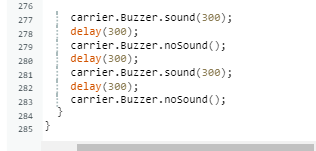 276
277 carrier.Buzzer.sound(300);
278 delay(300);
279 carrier.Buzzer.noSound();
280 delay(300);
281 carrier.Buzzer.sound(300);
282 delay(300);
283 carrier.Buzzer.noSound();
284 }
285 }